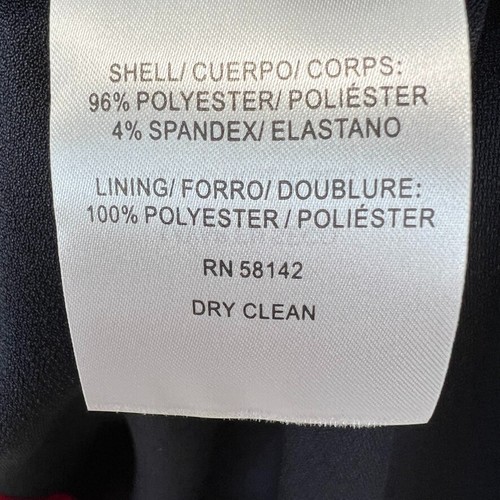 SHELL/ CUERPO/ CORPS:
96% POLYESTER/ POLIÉSTER
4% SPANDEX/ ELASTANO
LINING/ FORRO/ DOUBLURE:
100% POLYESTER / POLIÉSTER
RN 58142
DRY CLEAN